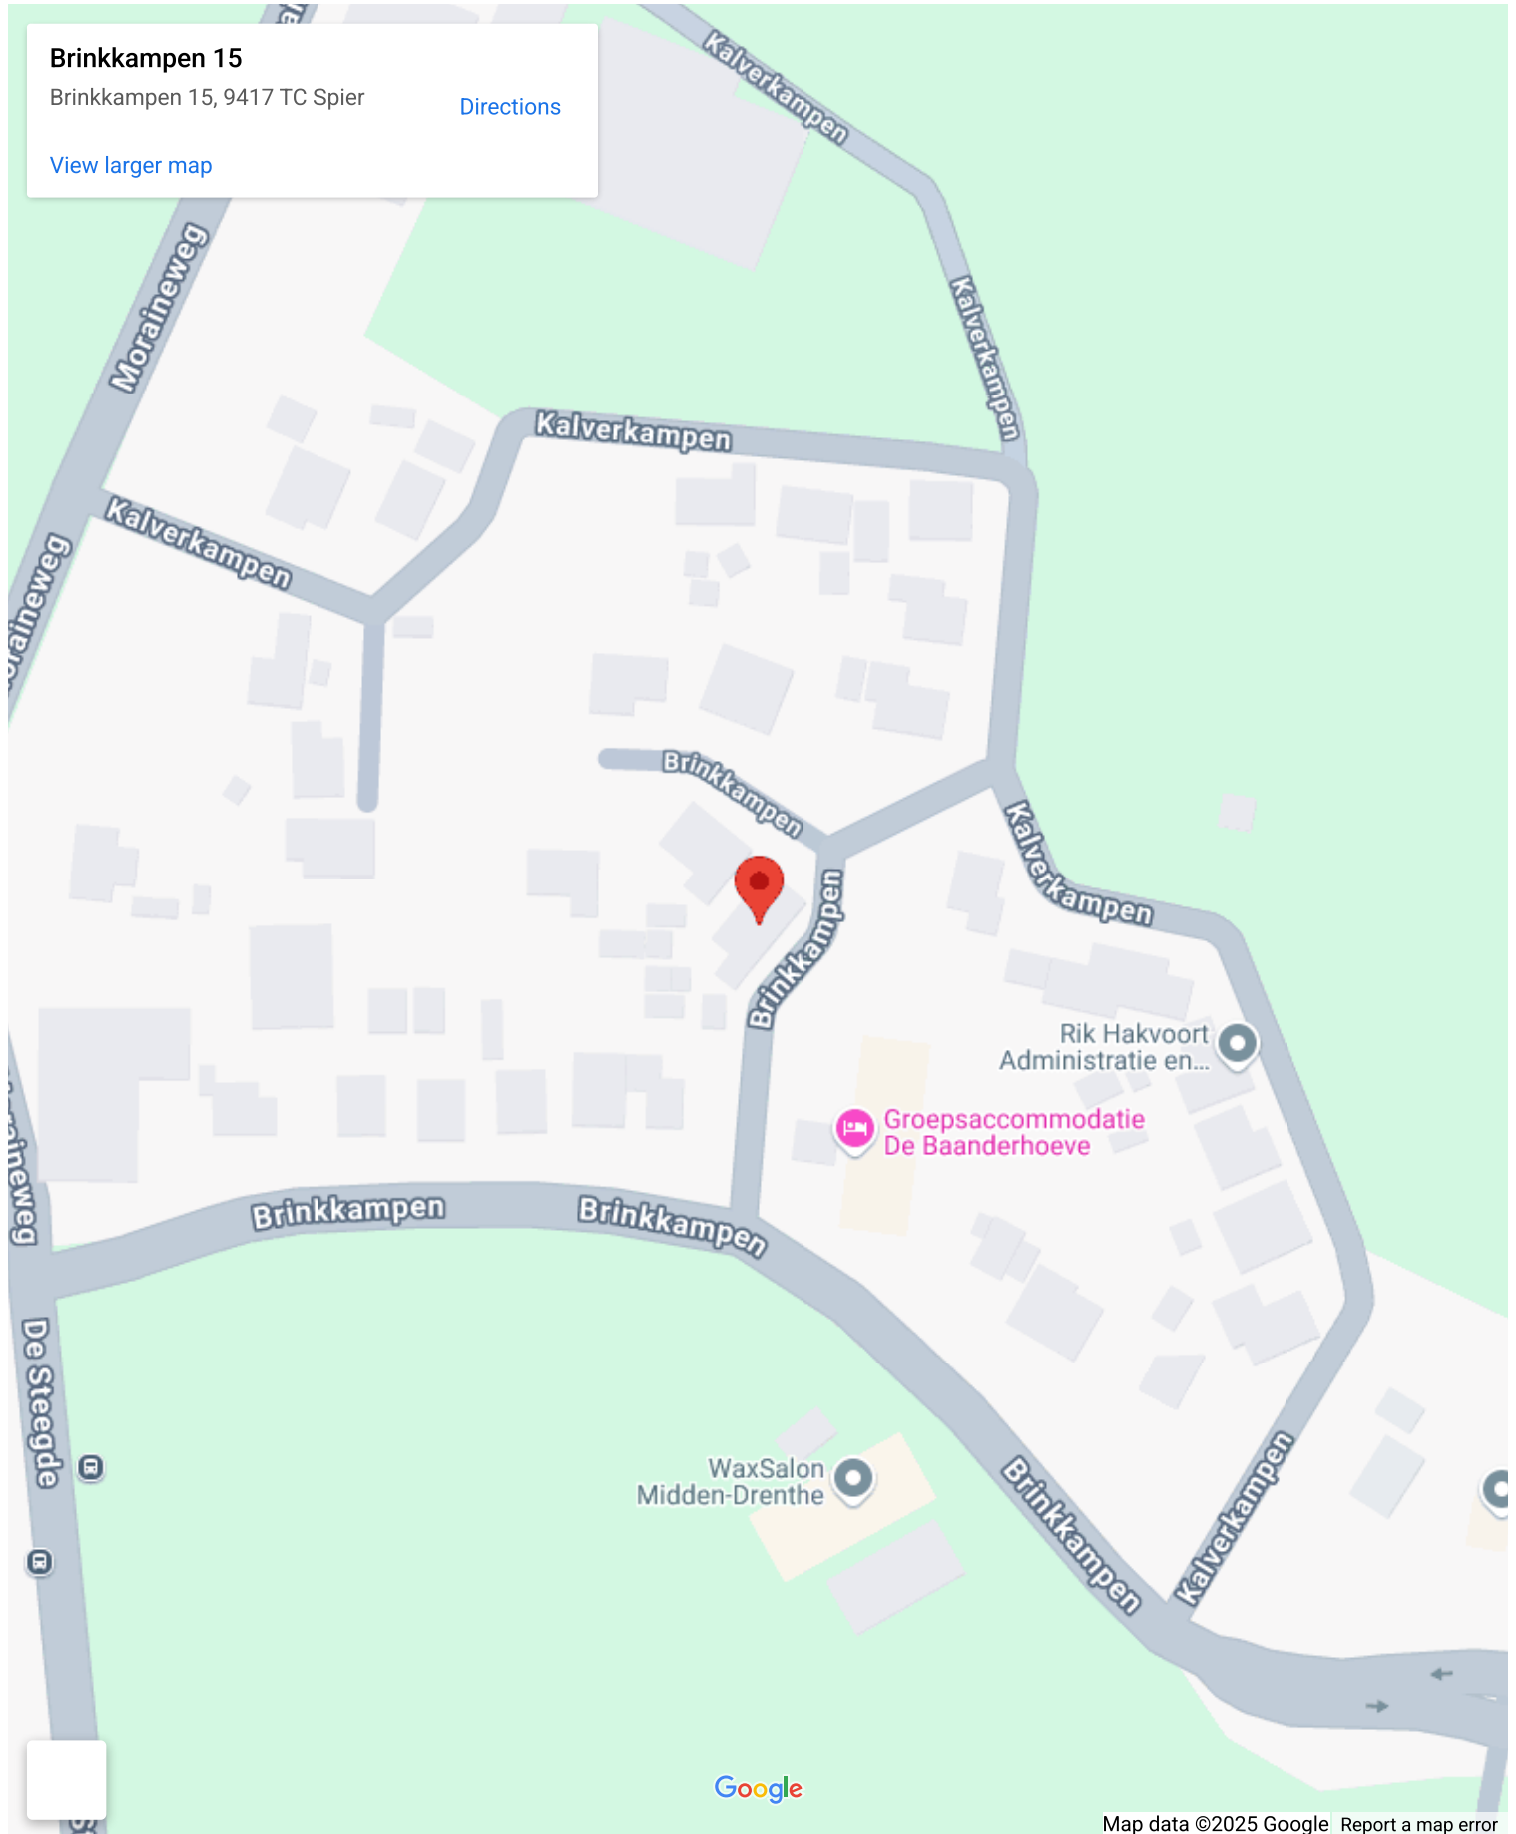 Brinkkampen 15
Brinkkampen 15, 9417 TC Spier
Directions
View larger map
Kalverkampen
Moraineweg
Kalverkampen
Kalverkampen
Kalverkampen
Moraineweg
Brinkkampen
Kalverkampen
Brinkkampen
Rik Hakvoort
Administratie en...
Groepsaccommodatie
De Baanderhoeve
Moraineweg
Brinkkampen
Brinkkampen
De Steegde
WaxSalon
Midden-Drenthe
Brinkkampen
Kalverkampen
Google
Map data ©2025 Google
Report a map error